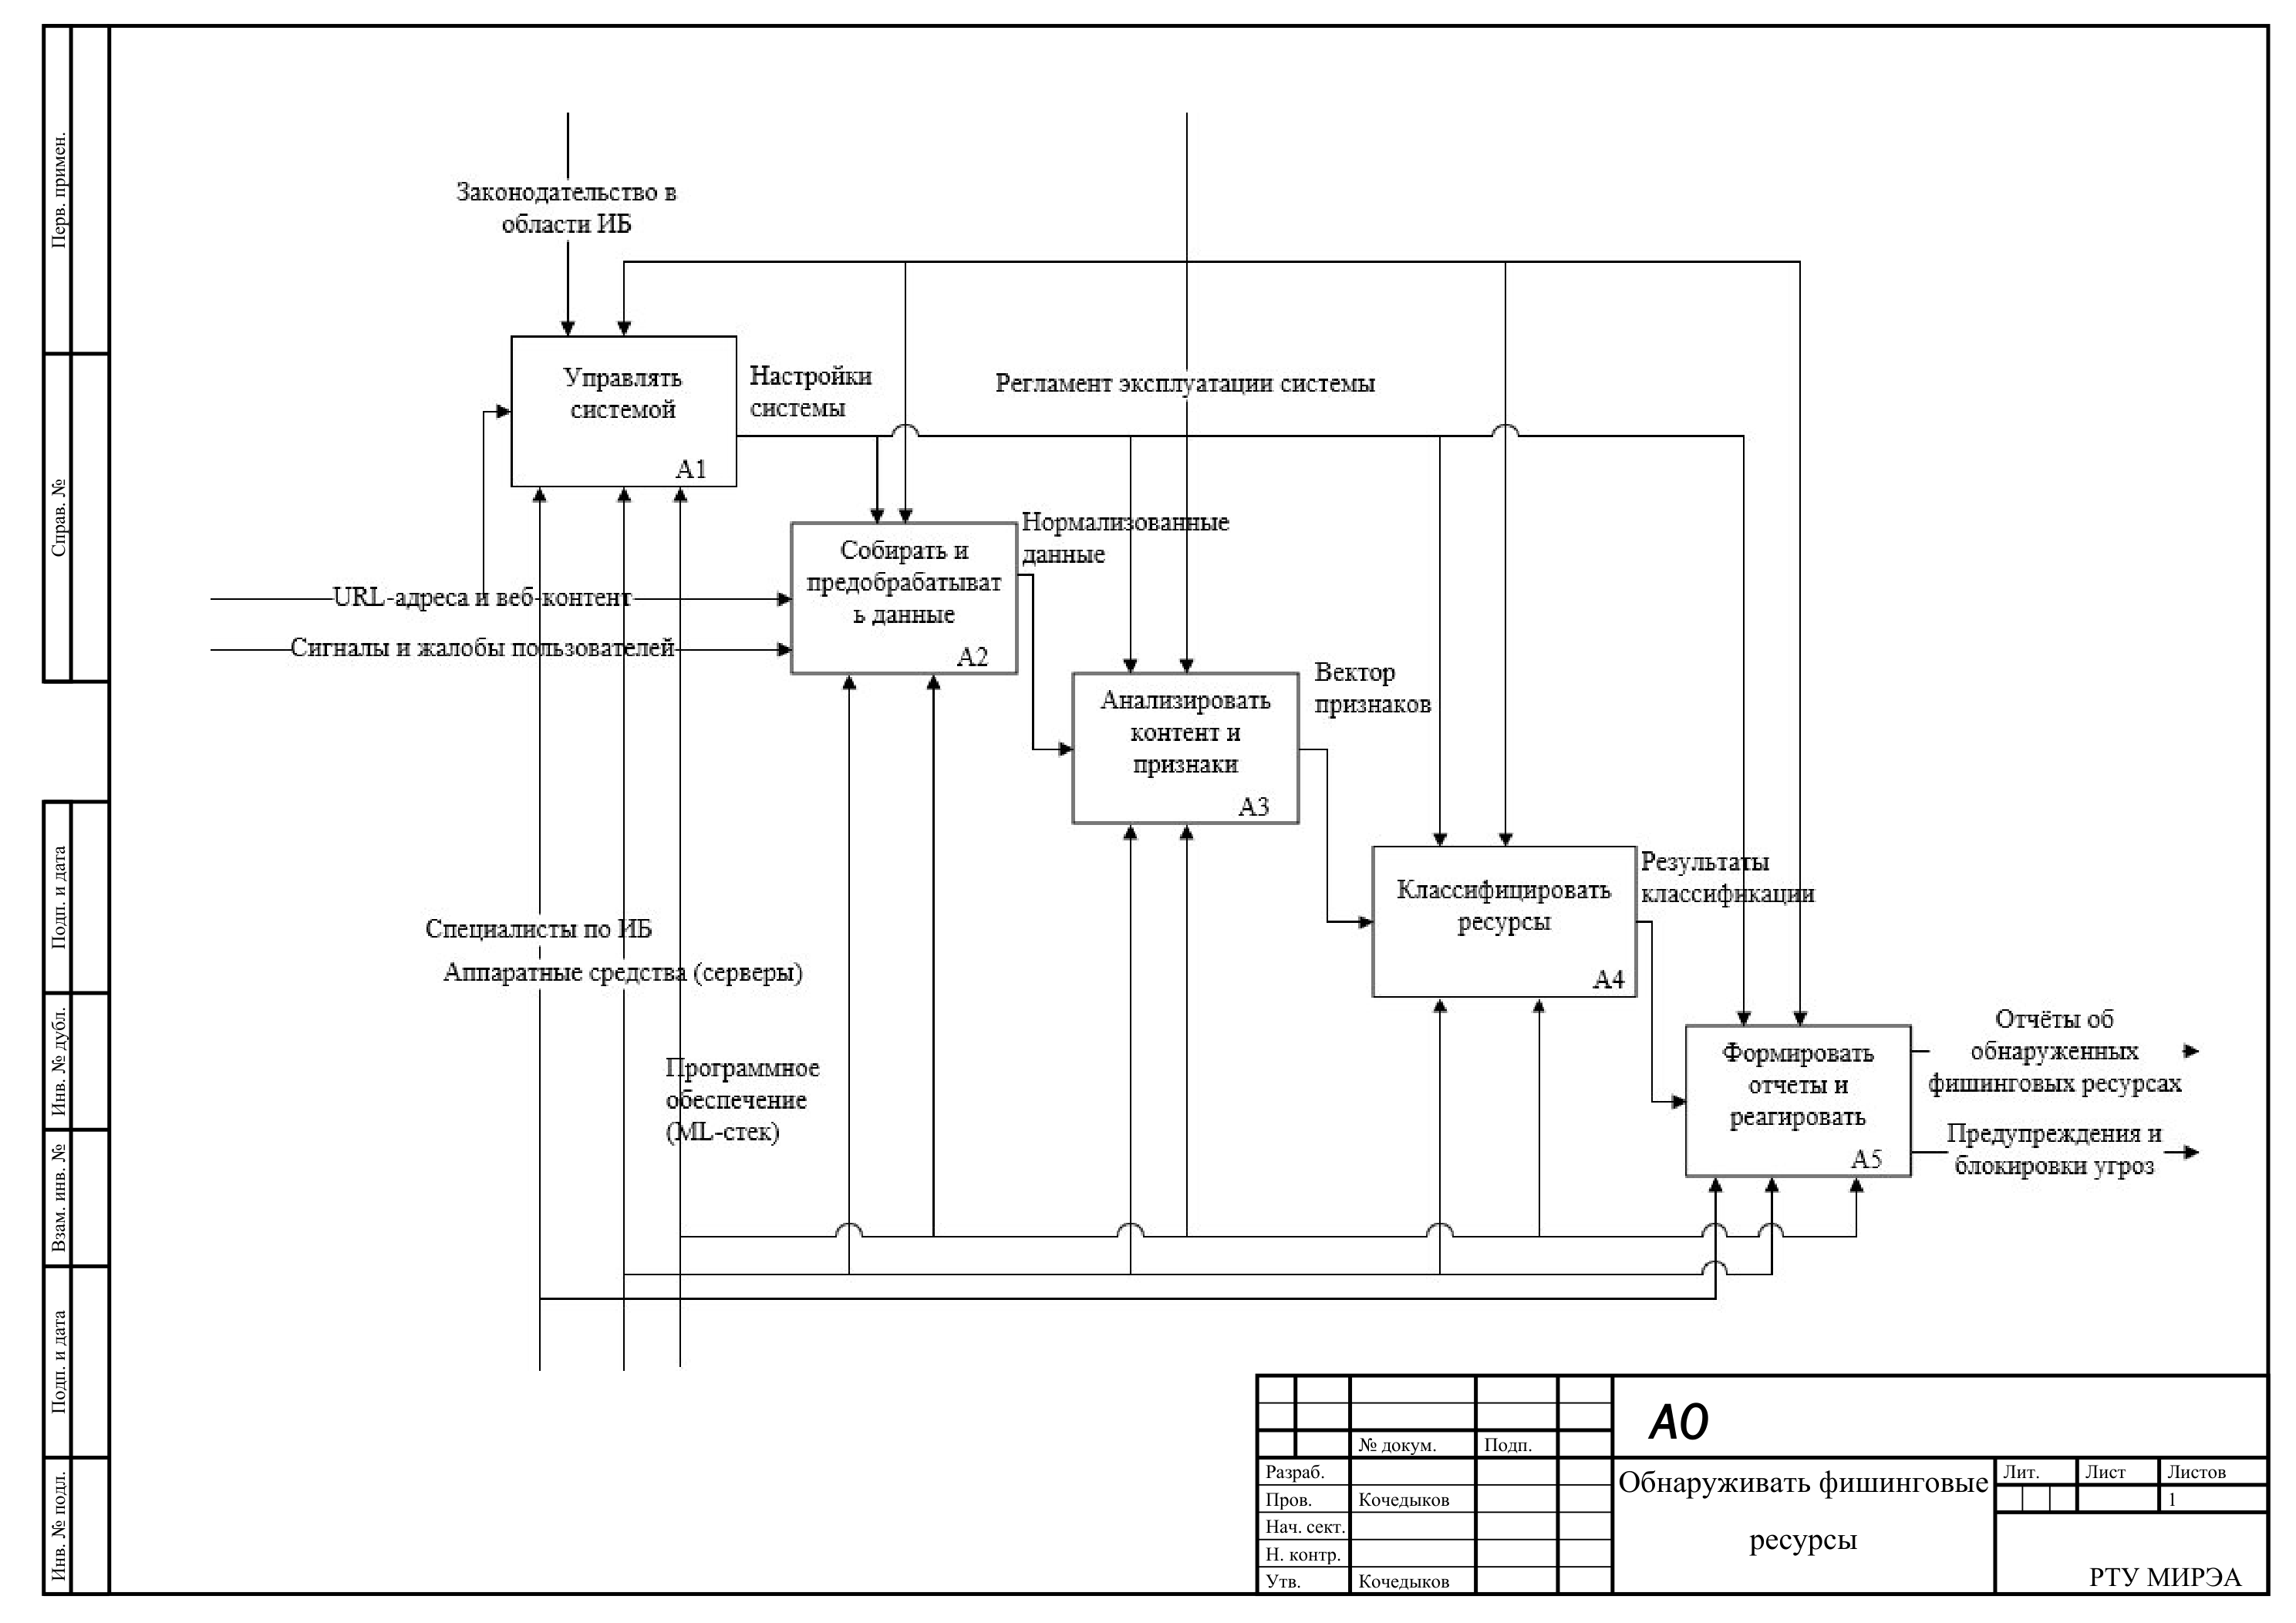 Перв. примен.
Справ. №
Подп. и дата
Инв. № дубл.
Взам. инв. №
Подп. и дата
Инв. № подл.
Законодательство в
области ИБ
Управлять
системой
A1
Настройки
системы
Регламент эксплуатации системы
Нормализованные
данные
Собирать и
предобрабатыват
ь данные
A2
URL-адреса и веб-контент
Сигналы и жалобы пользователей
Вектор
признаков
Анализировать
контент и
признаки
A3
Результаты
классификации
Классифицировать
ресурсы
A4
Специалисты по ИБ
Аппаратные средства (серверы)
Программное
обеспечение
(ML-стек)
Формировать
отчеты и
реагировать
A5
Отчёты об
обнаруженных
фишинговых ресурсах
Предупреждения и
блокировки угроз
№ докум.
Подп.
Разраб.
Пров.
Кочедыков
Нач. сект.
Н. контр.
Утв.
Кочедыков
А0
Обнаруживать фишинговые
ресурсы
Лит.
Лист
Листов
1
РТУ МИРЭА